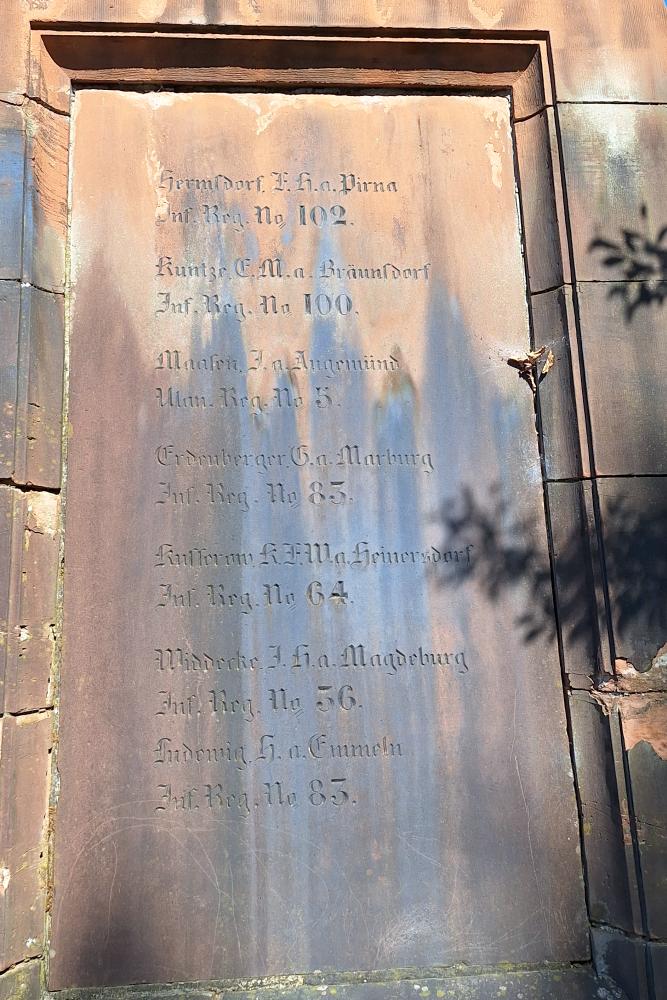 Hermsdorf, F. H. a. Pirna
Inf. Reg. No 102.
Kuntze, E. M. a. Bräunsdorf
Inf. Reg. No 100.
Maasen, J. a. Angemünd
Ulan. Reg. No 5.
Erdenberger, G. a. Marburg
Inf. Reg. No 83.
Kusserow, K. F. W. a. Heinersdorf
Inf. Reg. No 64.
Widdecke, J. H. a. Magdeburg
Inf. Reg. No 56.
Ludewig, H. a. Emmeln
Inf. Reg. No 83.